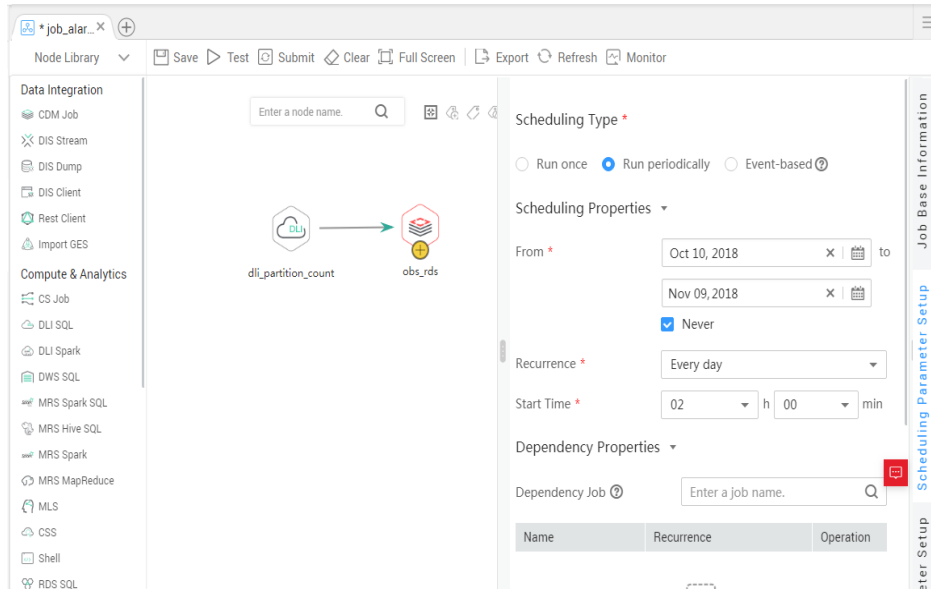 * job_alar...
Node Library
Save Test Submit Clear Full Screen Export Refresh Monitor
Data Integration
CDM Job
DIS Stream
DIS Dump
DIS Client
Rest Client
Import GES
Compute & Analytics
CS Job
DLI SQL
DLI Spark
DWS SQL
MRS Spark SQL
MRS Hive SQL
MRS Spark
MRS MapReduce
MLS
CSS
Shell
RDS SQL
Enter a node name.
DLI
dli_partition_count
obs_rds
Scheduling Type *
Run once Run periodically Event-based
Scheduling Properties
From * Oct 10, 2018 to
Nov 09, 2018
Never
Recurrence * Every day
Start Time * 02 h 00 min
Dependency Properties
Dependency Job Enter a job name.
Name Recurrence Operation
Job Base Information
Scheduling Parameter Setup
Setup